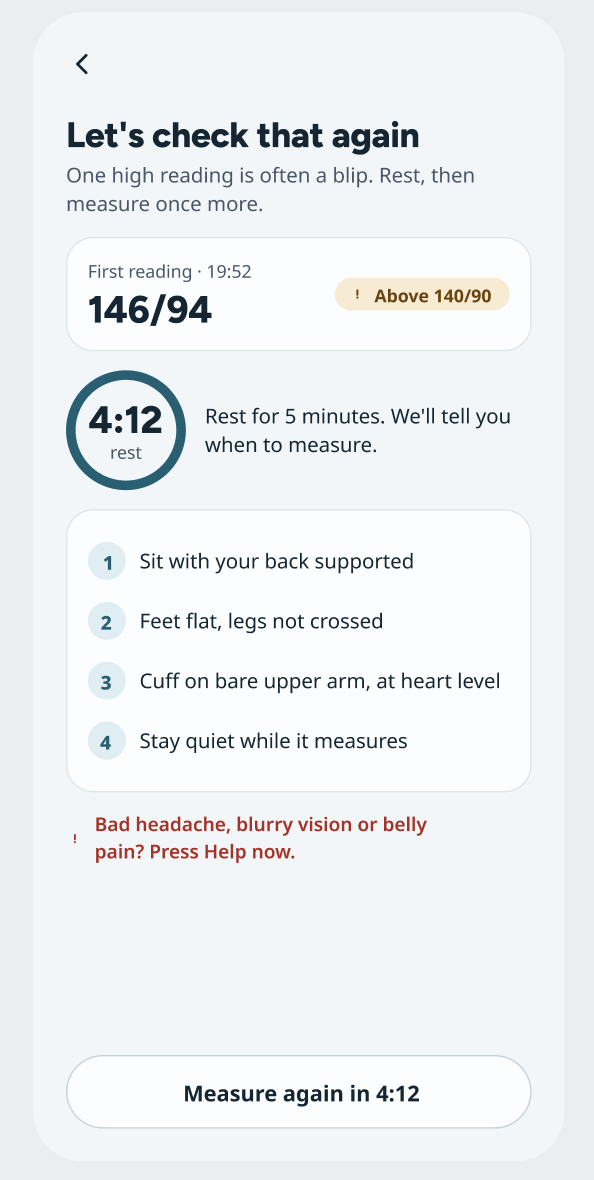 Let's check that again
One high reading is often a blip. Rest, then
measure once more.
First reading · 19:52
146/94
! Above 140/90
4:12
rest
Rest for 5 minutes. We'll tell you
when to measure.
1 Sit with your back supported
2 Feet flat, legs not crossed
3 Cuff on bare upper arm, at heart level
4 Stay quiet while it measures
! Bad headache, blurry vision or belly
pain? Press Help now.
Measure again in 4:12